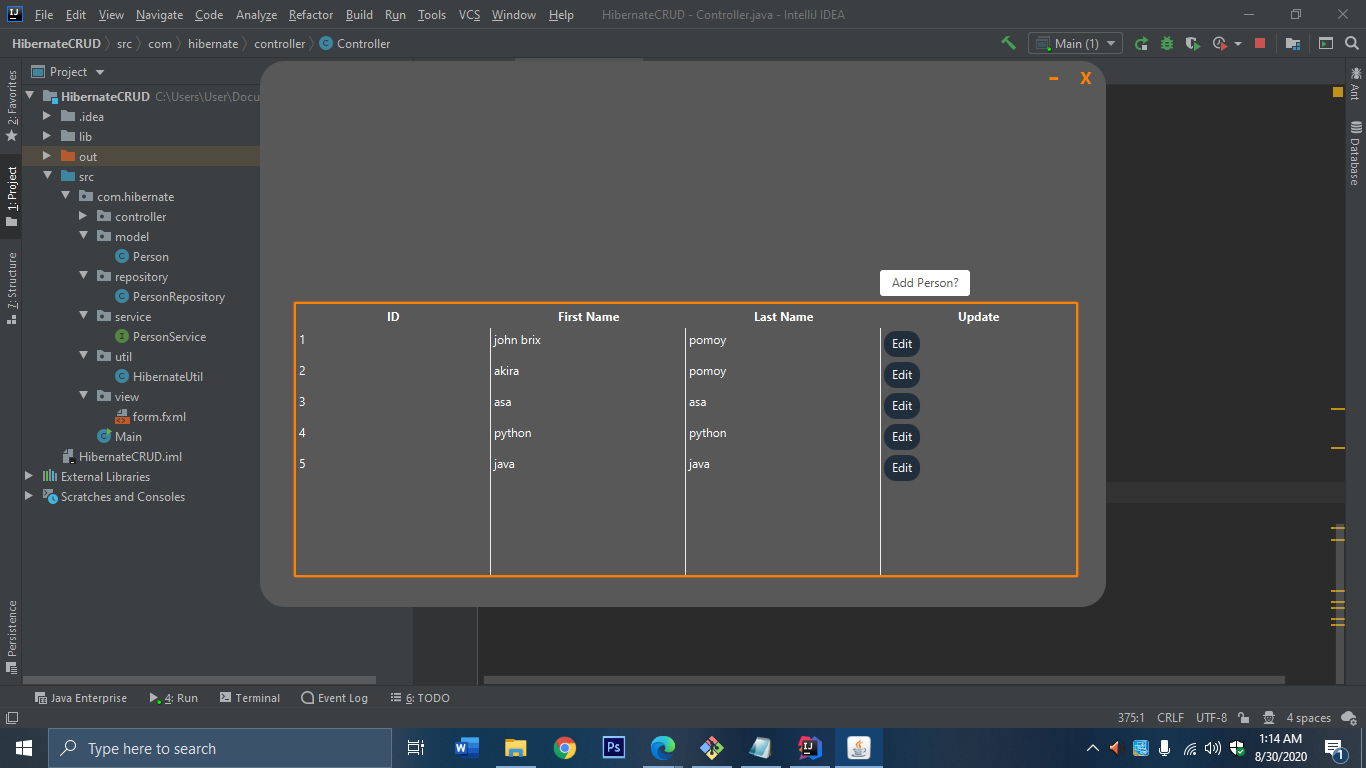 File Edit View Navigate Code Analyze Refactor Build Run Tools VCS Window Help HibernateCRUD - Controller.java - IntelliJ IDEA
HibernateCRUD src com hibernate controller Controller Main (1)
Project
HibernateCRUD C:\Users\User\Docu
.idea
lib
out
src
com.hibernate
controller
model
Person
repository
PersonRepository
service
PersonService
util
HibernateUtil
view
form.fxml
Main
HibernateCRUD.iml
External Libraries
Scratches and Consoles
2: Favorites
1: Project
7: Structure
Persistence
Ant
Database
X
Add Person?
ID First Name Last Name Update
1 john brix pomoy Edit
2 akira pomoy Edit
3 asa asa Edit
4 python python Edit
5 java java Edit
Java Enterprise 4: Run Terminal Event Log 6: TODO
375:1 CRLF UTF-8 4 spaces
Type here to search
W
Ps
IJ
1:14 AM
8/30/2020
1